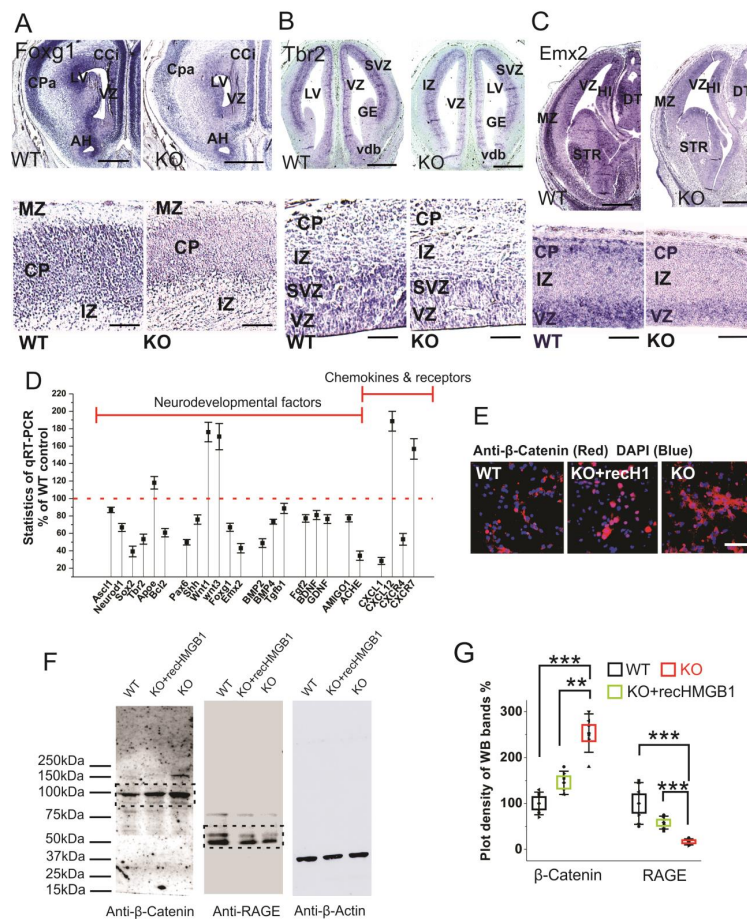 A
Foxg1
CCi
CPa
LV
VZ
AH
WT
CCi
Cpa
LV
VZ
AH
KO
MZ
CP
IZ
WT
MZ
CP
IZ
KO
B
Tbr2
SVZ
VZ
LV
GE
vdb
WT
SVZ
IZ
LV
VZ
GE
vdb
KO
CP
IZ
SVZ
VZ
WT
CP
IZ
SVZ
VZ
KO
C
Emx2
VZ
HI
DT
MZ
STR
WT
VZ
HI
DT
MZ
STR
KO
CP
IZ
VZ
WT
CP
IZ
VZ
KO
D
Chemokines & receptors
Neurodevelopmental factors
Statistics of qRT-PCR
% of WT control
220
200
180
160
140
120
100
80
60
40
20
0
Ascl1
Neurod1
Sox2
Tbr2
Apoe
Bcl2
Pax6
Shh
Wnt1
wnt3
Foxg1
Emx2
BMP2
BMP4
Tgfb1
Fgf2
BDNF
GDNF
AMIGO1
ACHE
CXCL1
CXCL12
CXCR4
CXCR7
E
Anti-β-Catenin (Red) DAPI (Blue)
WT
KO+recH1
KO
F
WT
KO+recHMGB1
KO
WT
KO+recHMGB1
KO
WT
KO+recHMGB1
KO
250kDa
150kDa
100kDa
75kDa
50kDa
37kDa
25kDa
15kDa
Anti-β-Catenin
Anti-RAGE
Anti-β-Actin
G
WT
KO
KO+recHMGB1
***
**
***
***
Plot density of WB bands %
300
200
100
0
β-Catenin
RAGE